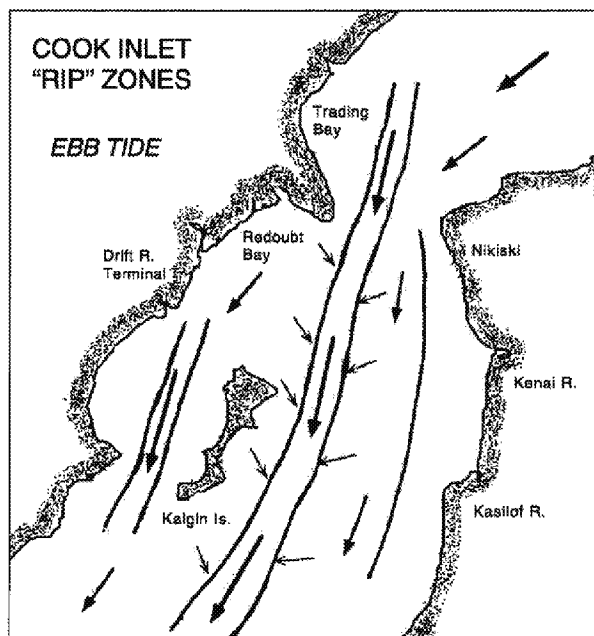 COOK INLET
"RIP" ZONES
EBB TIDE
Trading
Bay
Redoubt
Bay
Drift R.
Terminal
Nikiski
Kenai R.
Kasilof R.
Kalgin Is.